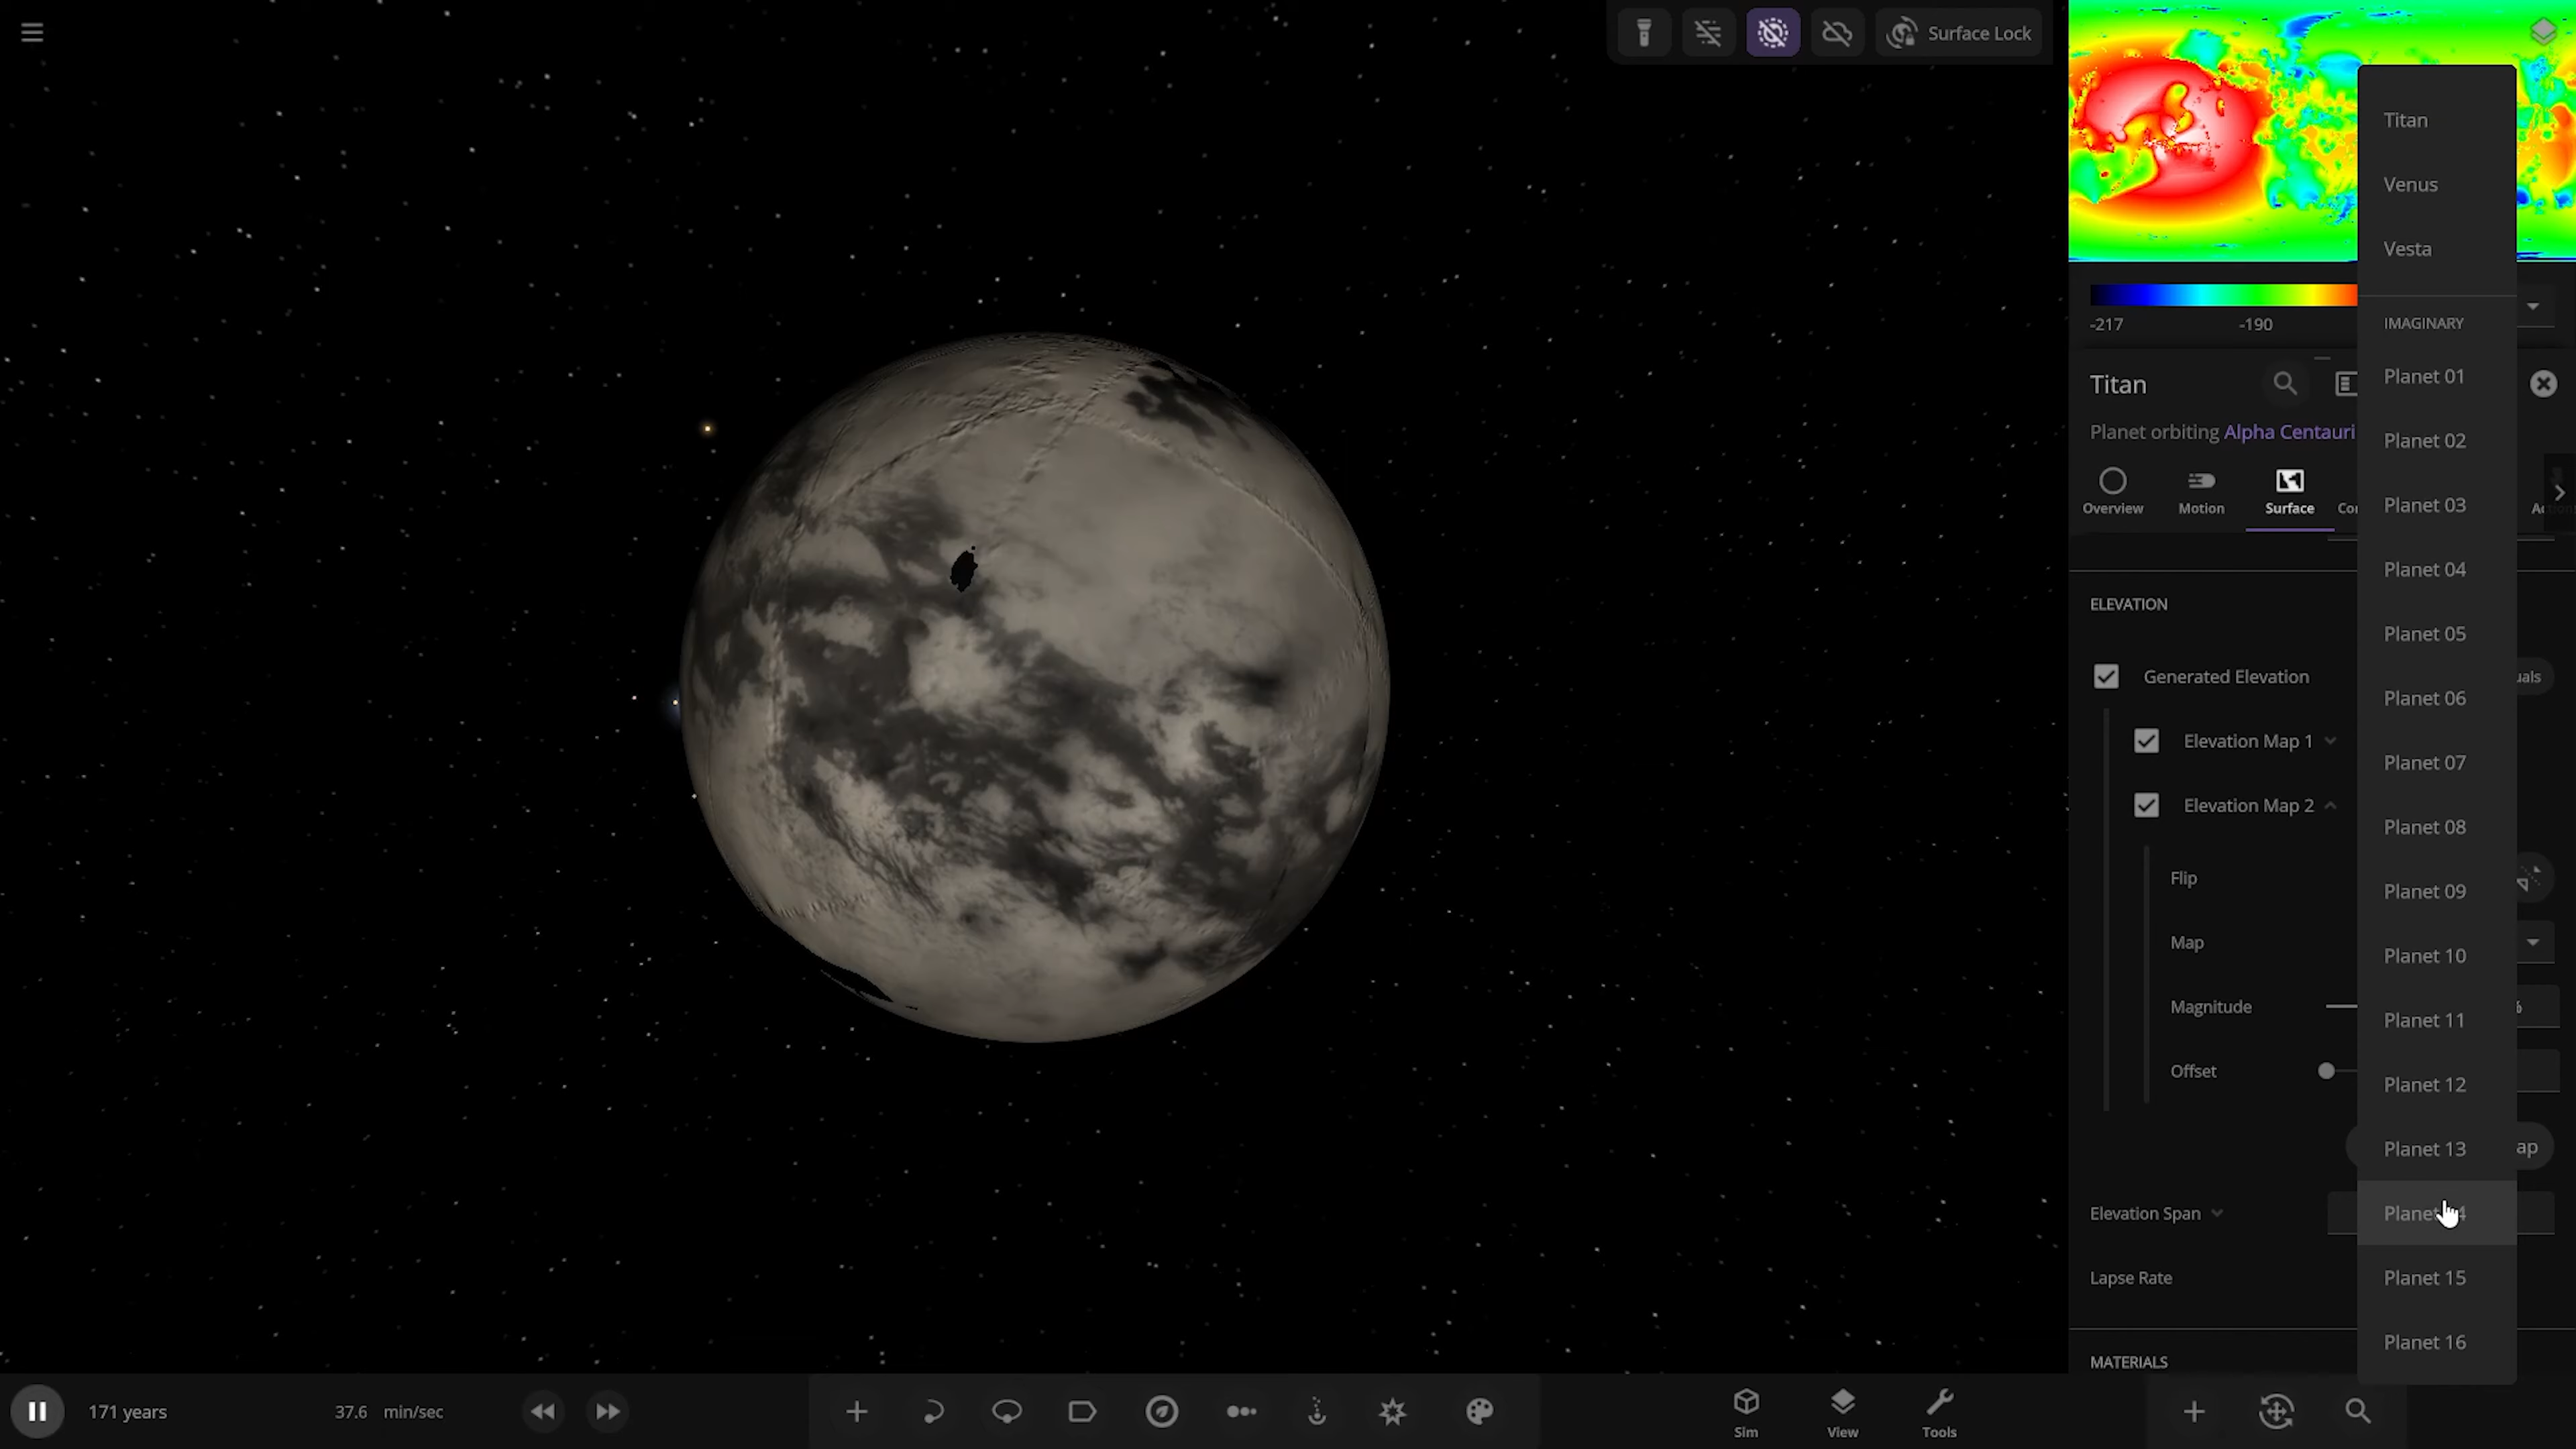 Surface Lock
Titan
Venus
Vesta
-217
-190
IMAGINARY
Titan
Planet 01
Planet orbiting Alpha Centauri
Planet 02
Overview
Motion
Surface
Planet 03
Planet 04
ELEVATION
Planet 05
Generated Elevation
Planet 06
Elevation Map 1
Planet 07
Elevation Map 2
Planet 08
Flip
Planet 09
Map
Planet 10
Magnitude
Planet 11
%
Offset
Planet 12
Planet 13
Elevation Span
Lapse Rate
Planet 15
MATERIALS
Planet 16
171 years
37.6 min/sec
Sim
View
Tools